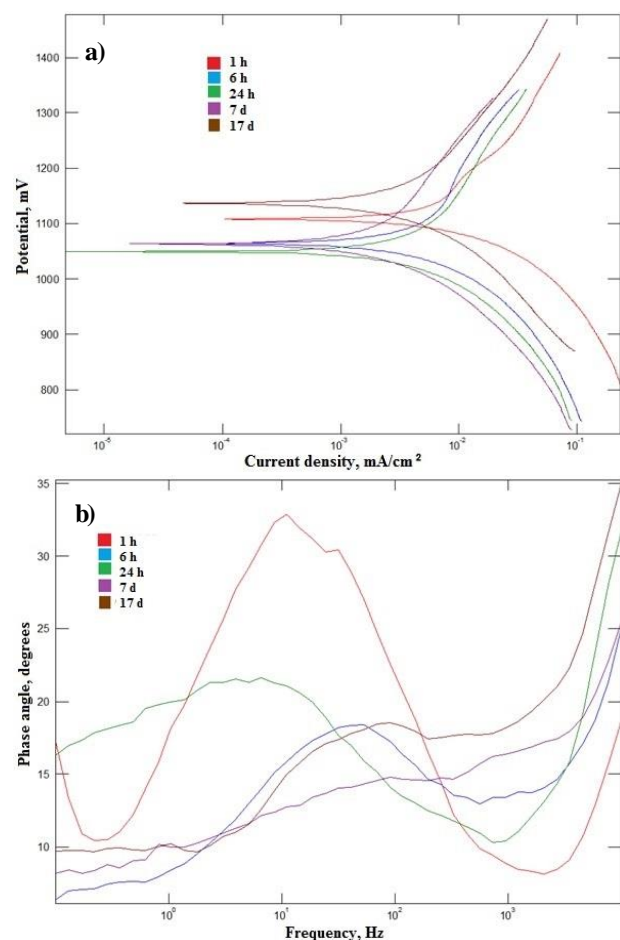 a)
1 h
6 h
24 h
7 d
17 d
Potential, mV
1400
1300
1200
1100
1000
900
800
10⁻⁵
10⁻⁴
10⁻³
10⁻²
10⁻¹
Current density, mA/cm²
b)
1 h
6 h
24 h
7 d
17 d
Phase angle, degrees
35
30
25
20
15
10
10⁰
10¹
10²
10³
Frequency, Hz